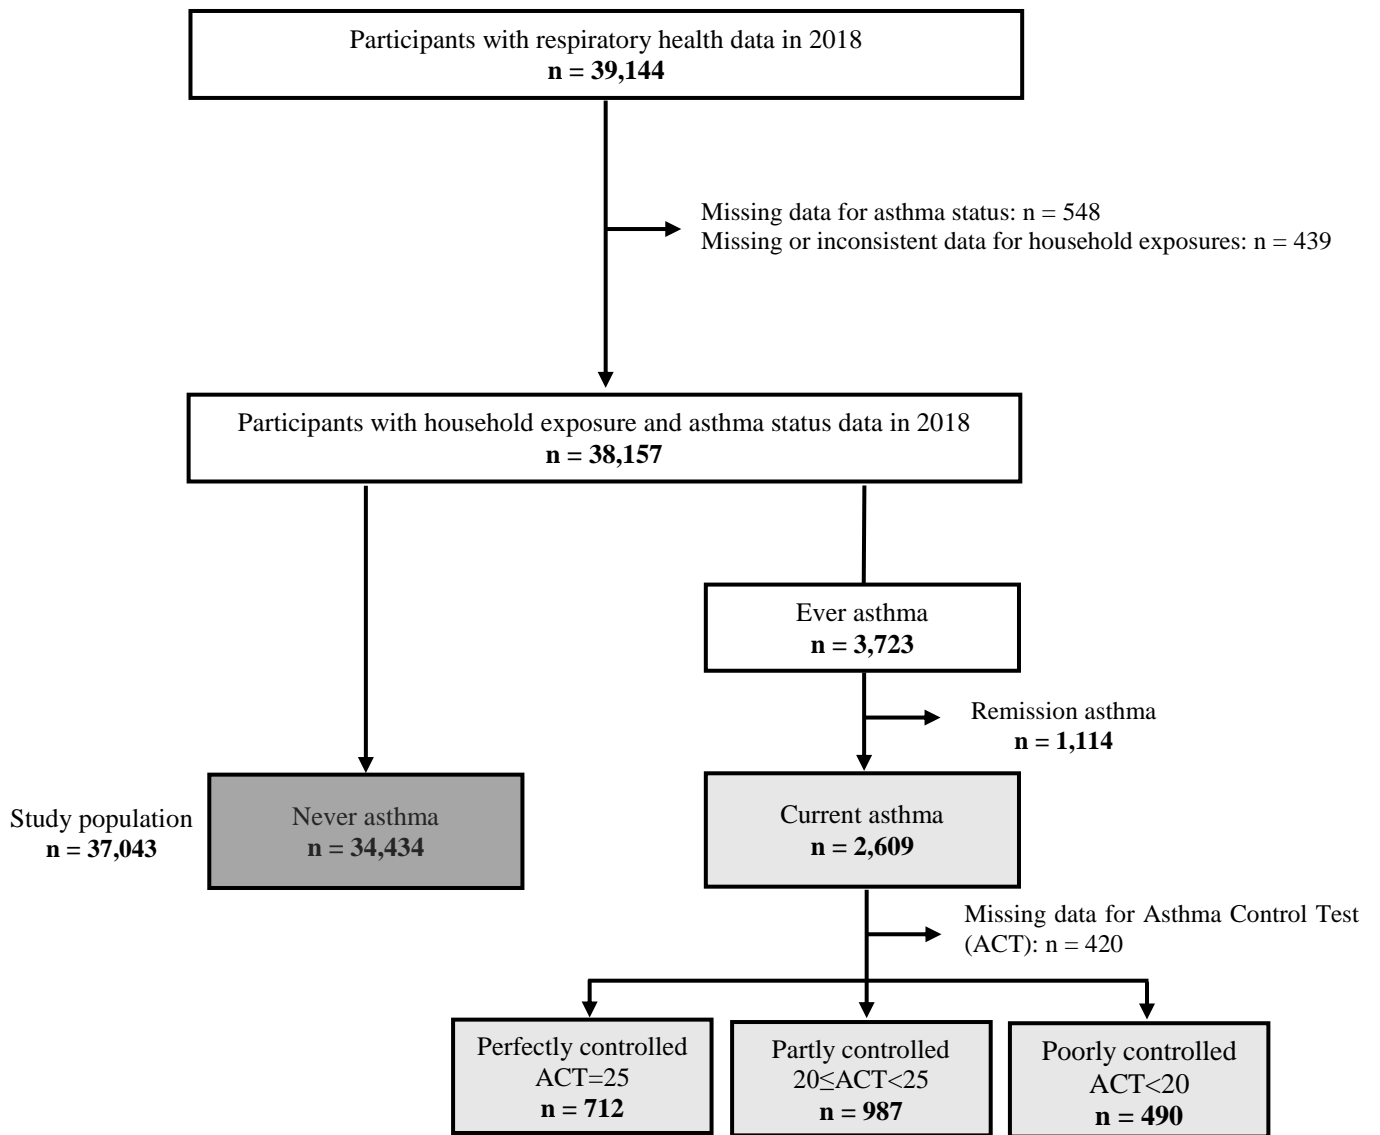 Participants with respiratory health data in 2018
n = 39,144
Missing data for asthma status: n = 548
Missing or inconsistent data for household exposures: n = 439
Participants with household exposure and asthma status data in 2018
n = 38,157
Ever asthma
n = 3,723
Remission asthma
n = 1,114
Study population
n = 37,043
Never asthma
n = 34,434
Current asthma
n = 2,609
Missing data for Asthma Control Test
(ACT): n = 420
Perfectly controlled
ACT=25
n = 712
Partly controlled
20≤ACT<25
n = 987
Poorly controlled
ACT<20
n = 490